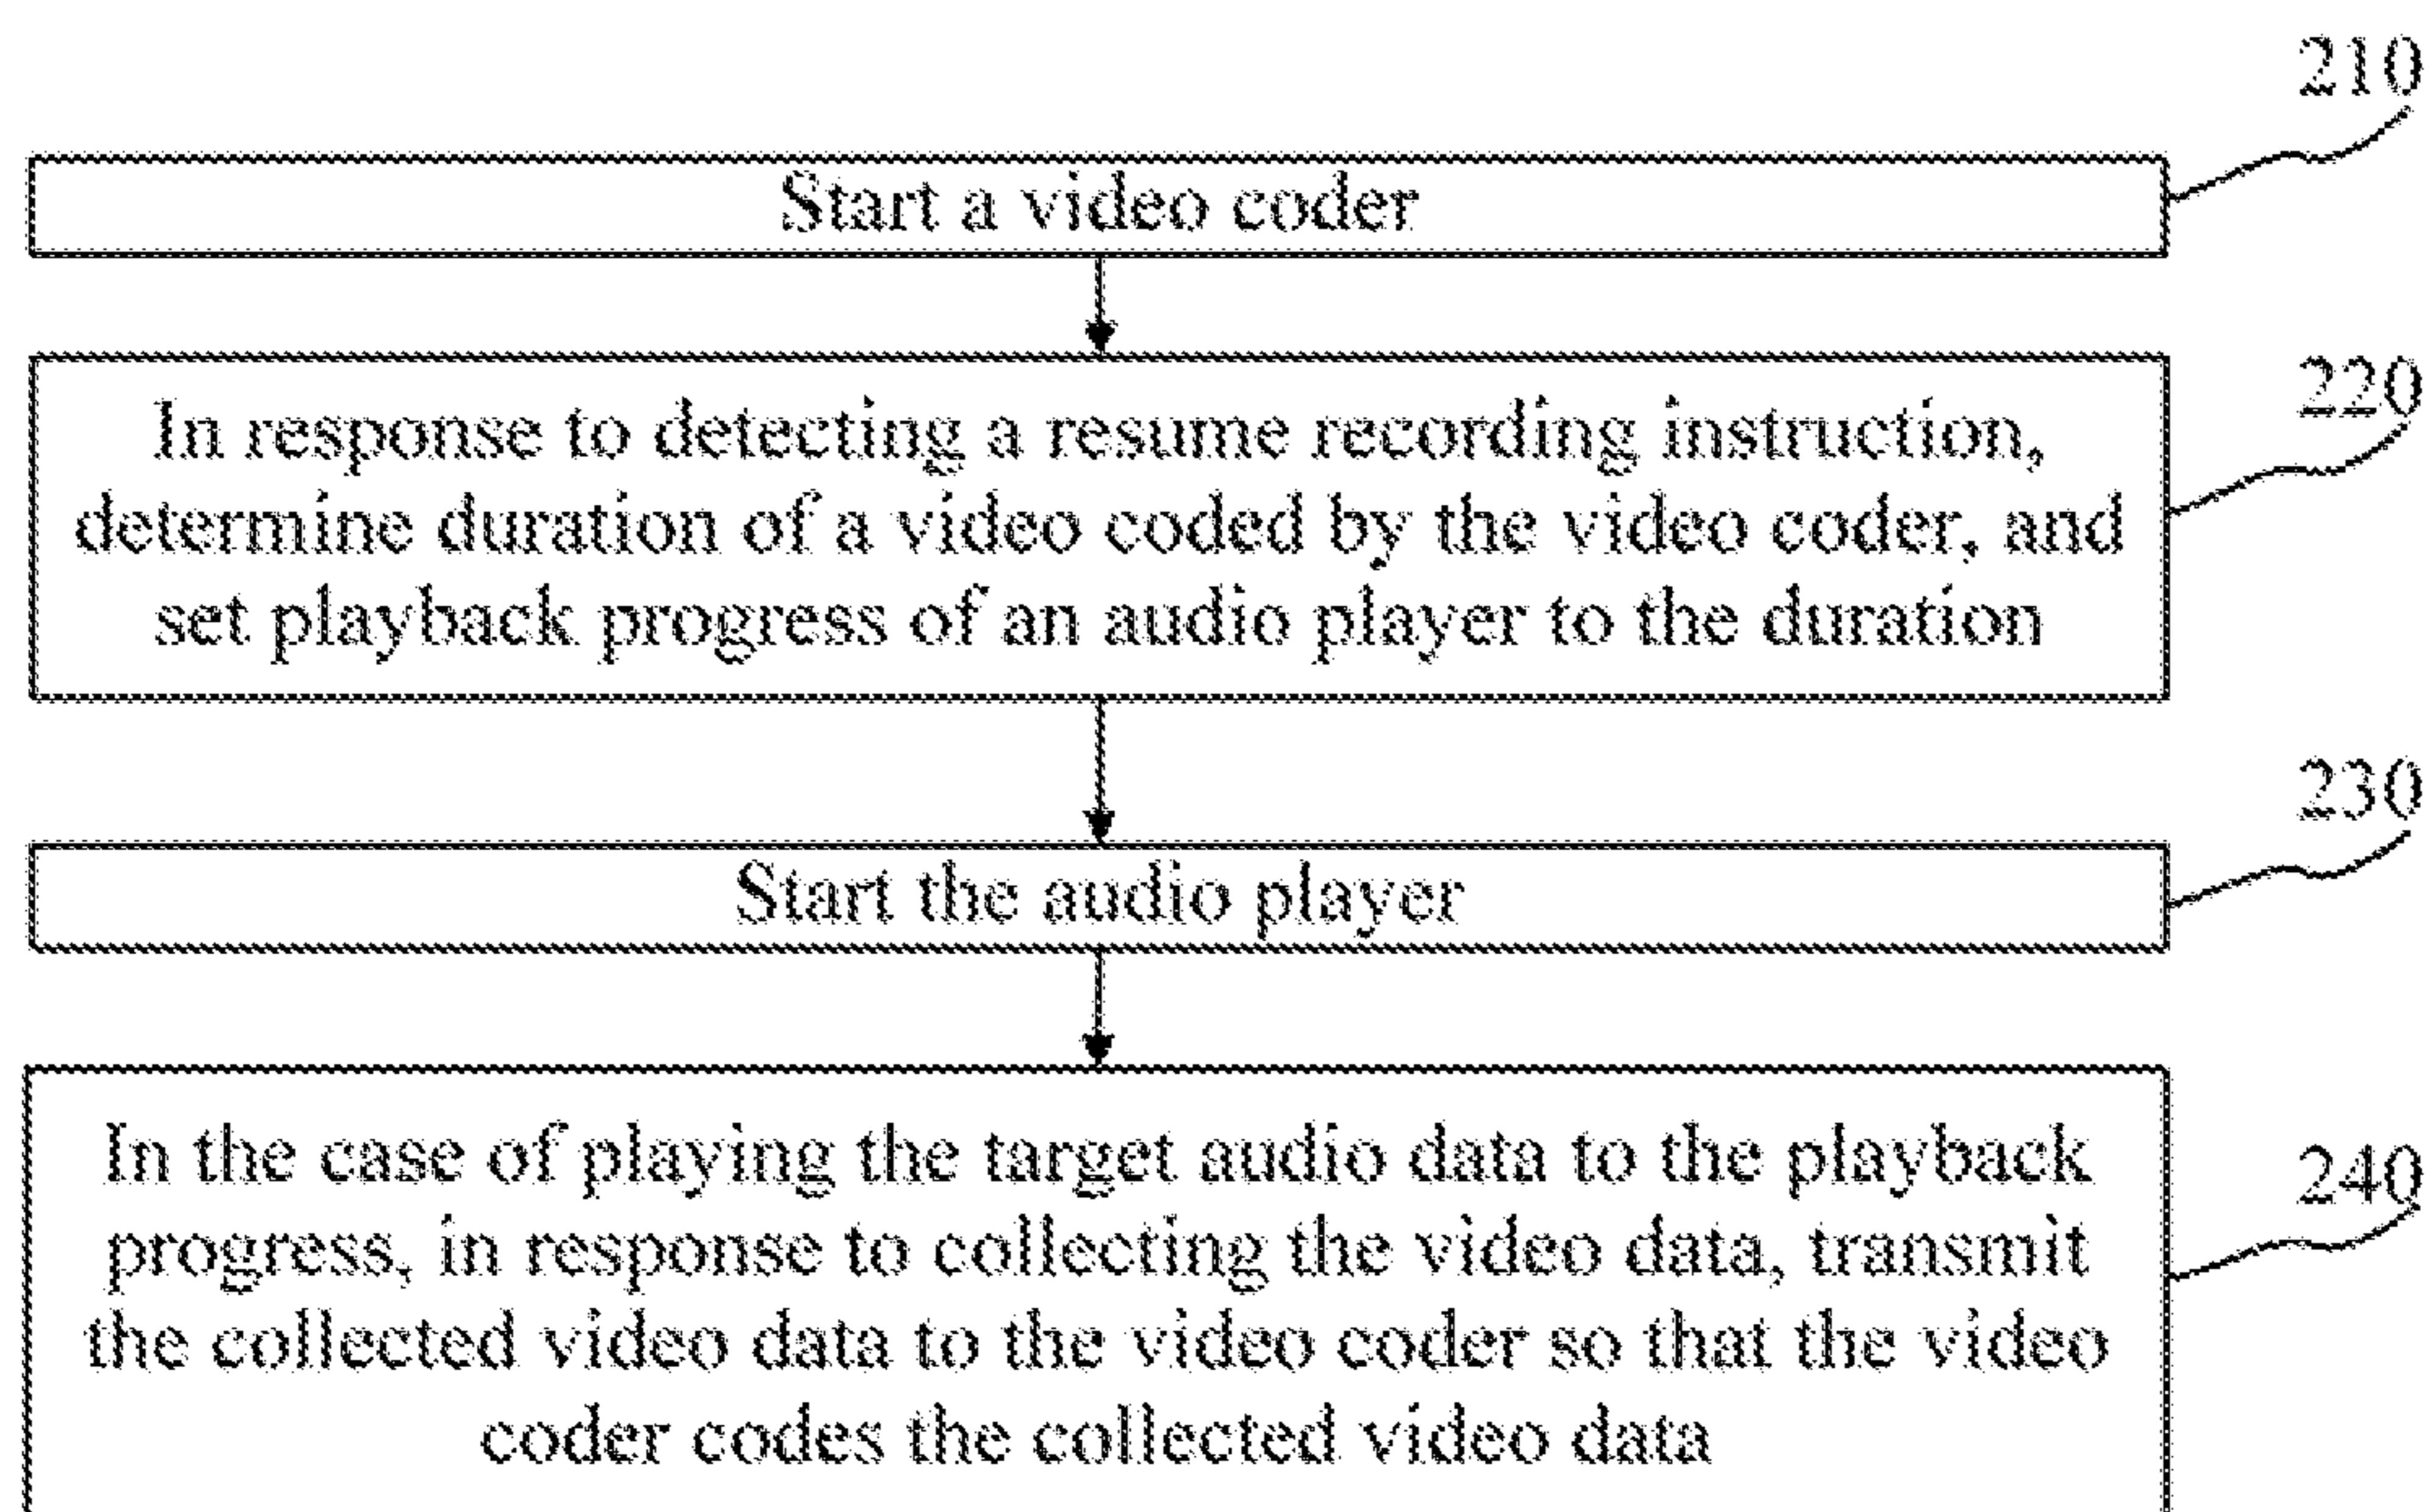 210
Start a video coder
220
In response to detecting a resume recording instruction,
determine duration of a video coded by the video coder, and
set playback progress of an audio player to the duration
230
Start the audio player
240
In the case of playing the target audio data to the playback
progress, in response to collecting the video data, transmit
the collected video data to the video coder so that the video
coder codes the collected video data